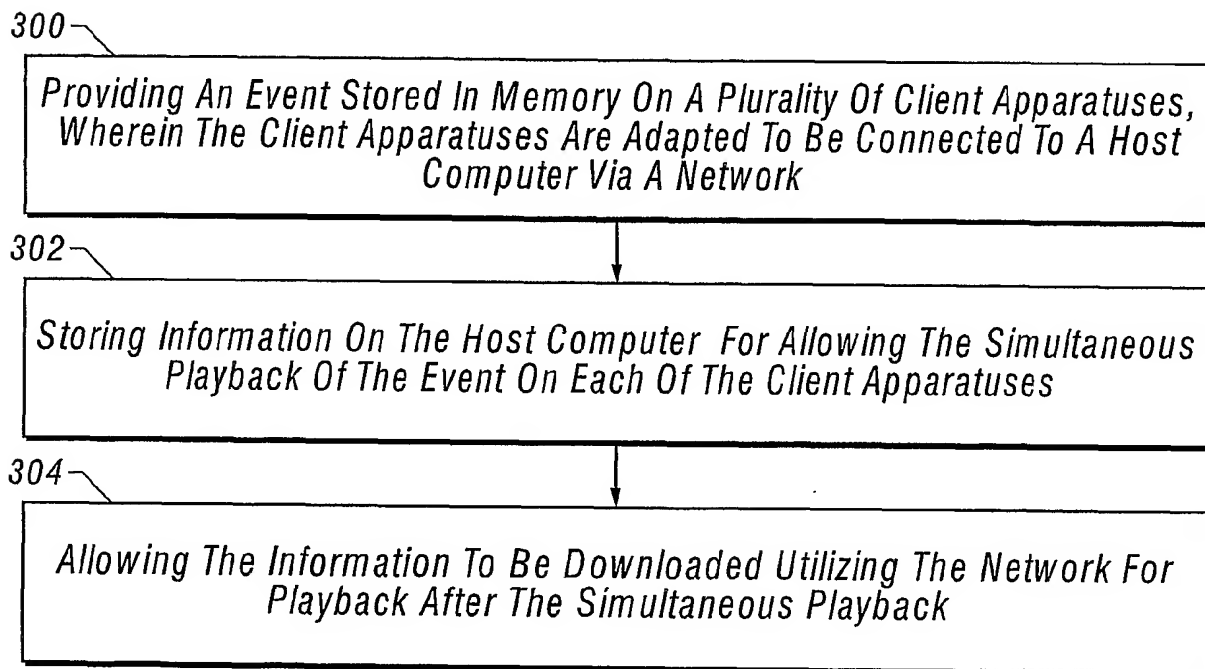 300
Providing An Event Stored In Memory On A Plurality Of Client Apparatuses,
Wherein The Client Apparatuses Are Adapted To Be Connected To A Host
Computer Via A Network
302
Storing Information On The Host Computer For Allowing The Simultaneous
Playback Of The Event On Each Of The Client Apparatuses
304
Allowing The Information To Be Downloaded Utilizing The Network For
Playback After The Simultaneous Playback